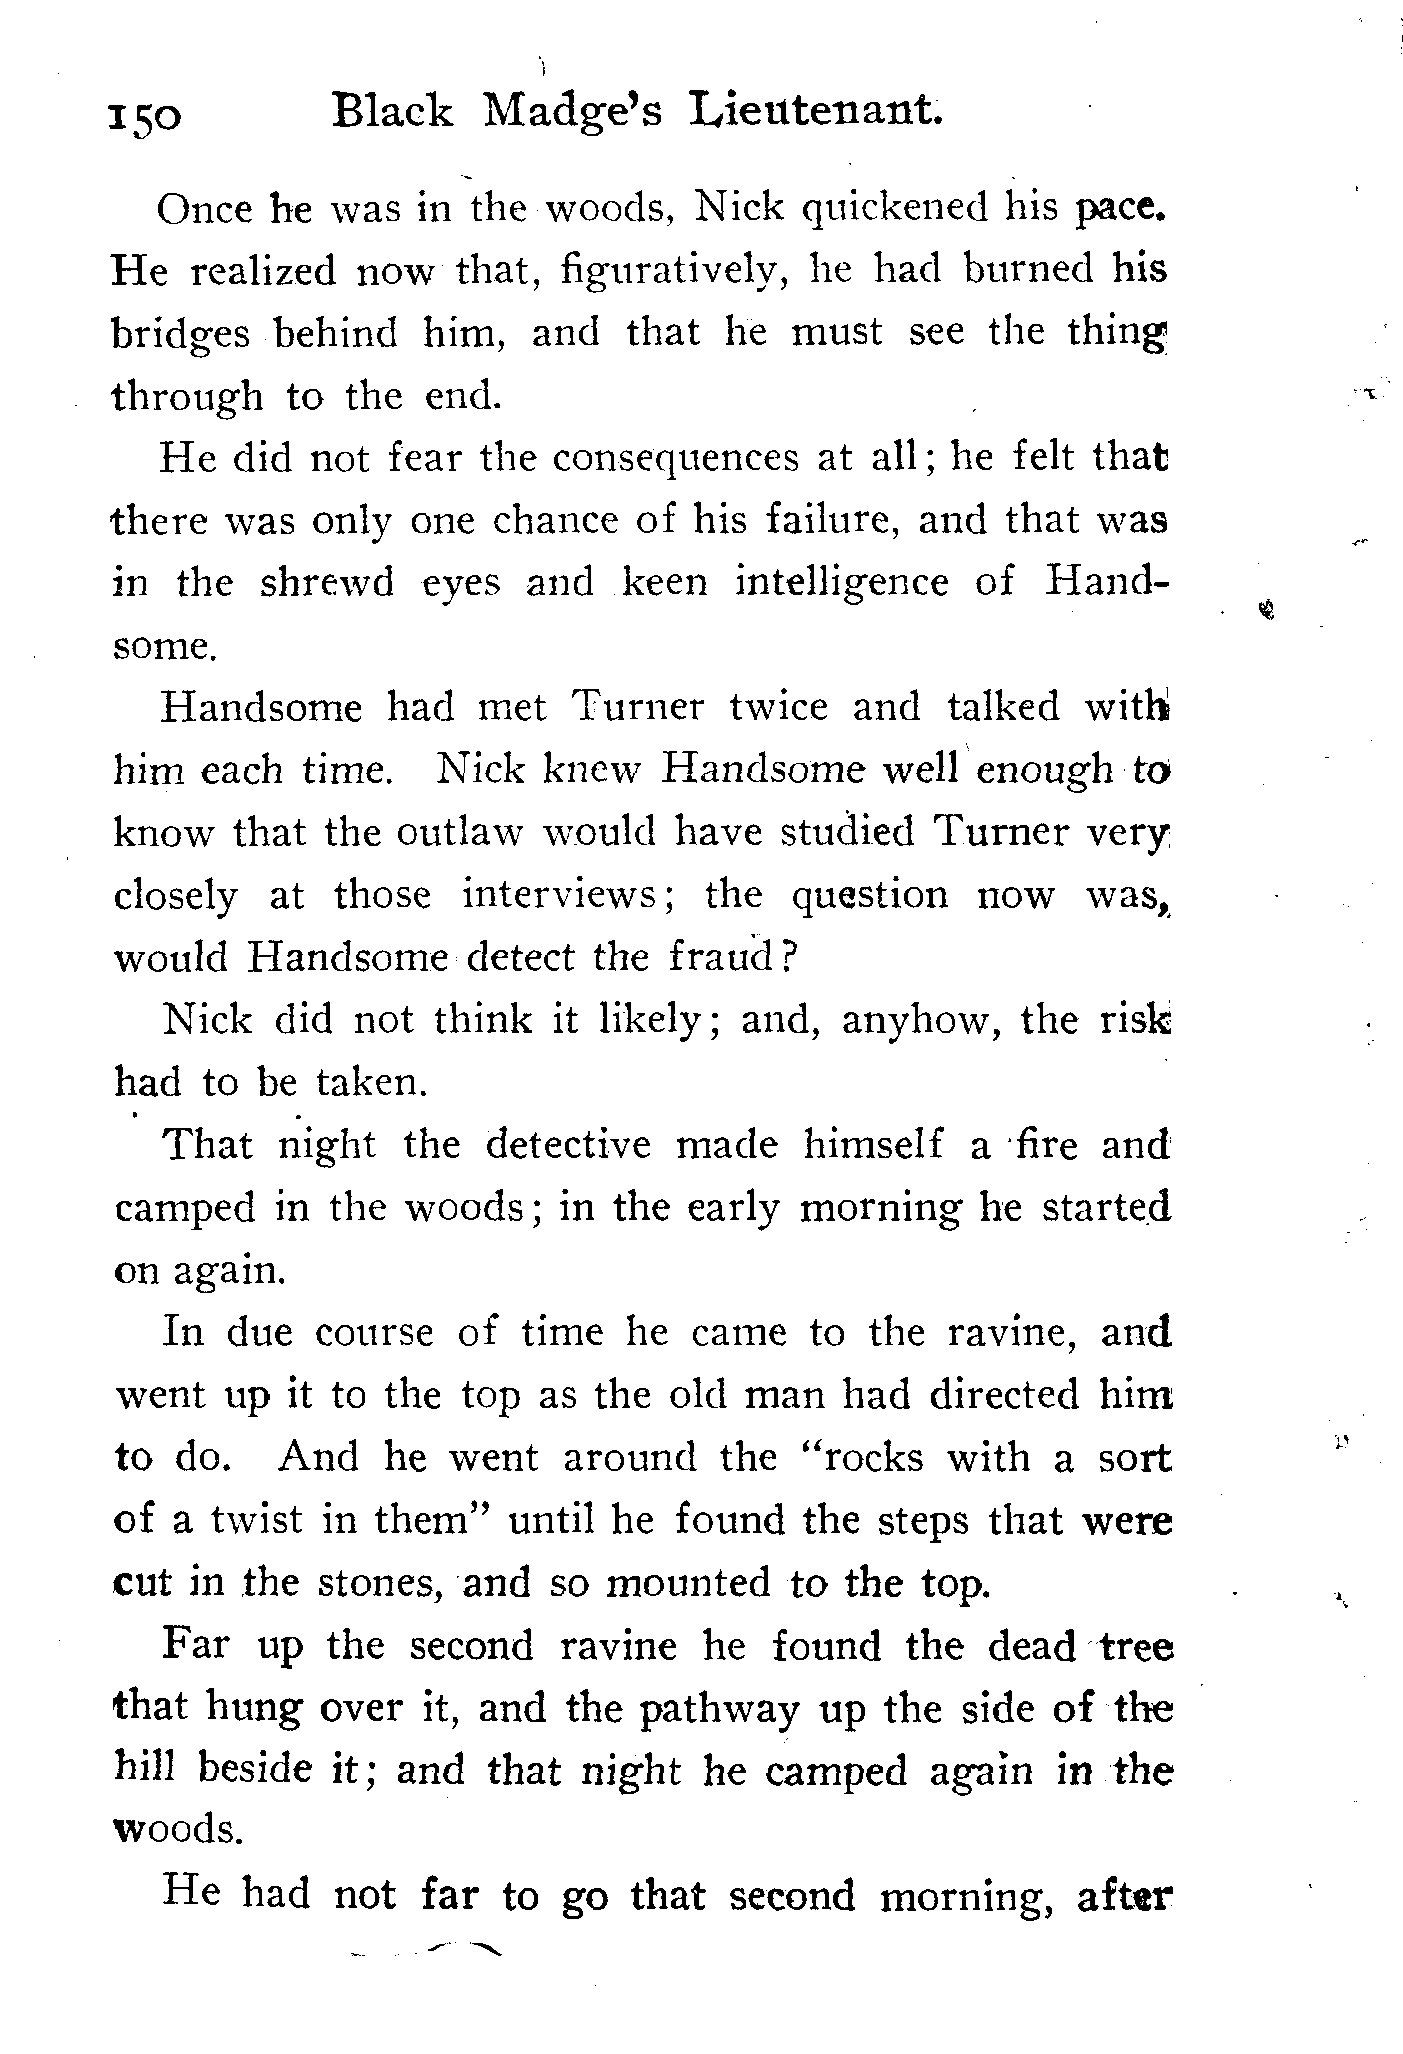 150 Black Madge's Lieutenant.
Once he was in the woods, Nick quickened his pace.
He realized now that, figuratively, he had burned his
bridges behind him, and that he must see the thing
through to the end.
He did not fear the consequences at all; he felt that
there was only one chance of his failure, and that was
in the shrewd eyes and keen intelligence of Hand-
some.
Handsome had met Turner twice and talked with
him each time. Nick knew Handsome well enough to
know that the outlaw would have studied Turner very
closely at those interviews; the question now was,
would Handsome detect the fraud?
Nick did not think it likely; and, anyhow, the risk
had to be taken.
That night the detective made himself a fire and
camped in the woods; in the early morning he started
on again.
In due course of time he came to the ravine, and
went up it to the top as the old man had directed him
to do. And he went around the "rocks with a sort
of a twist in them" until he found the steps that were
cut in the stones, and so mounted to the top.
Far up the second ravine he found the dead tree
that hung over it, and the pathway up the side of the
hill beside it; and that night he camped again in the
woods.
He had not far to go that second morning, after